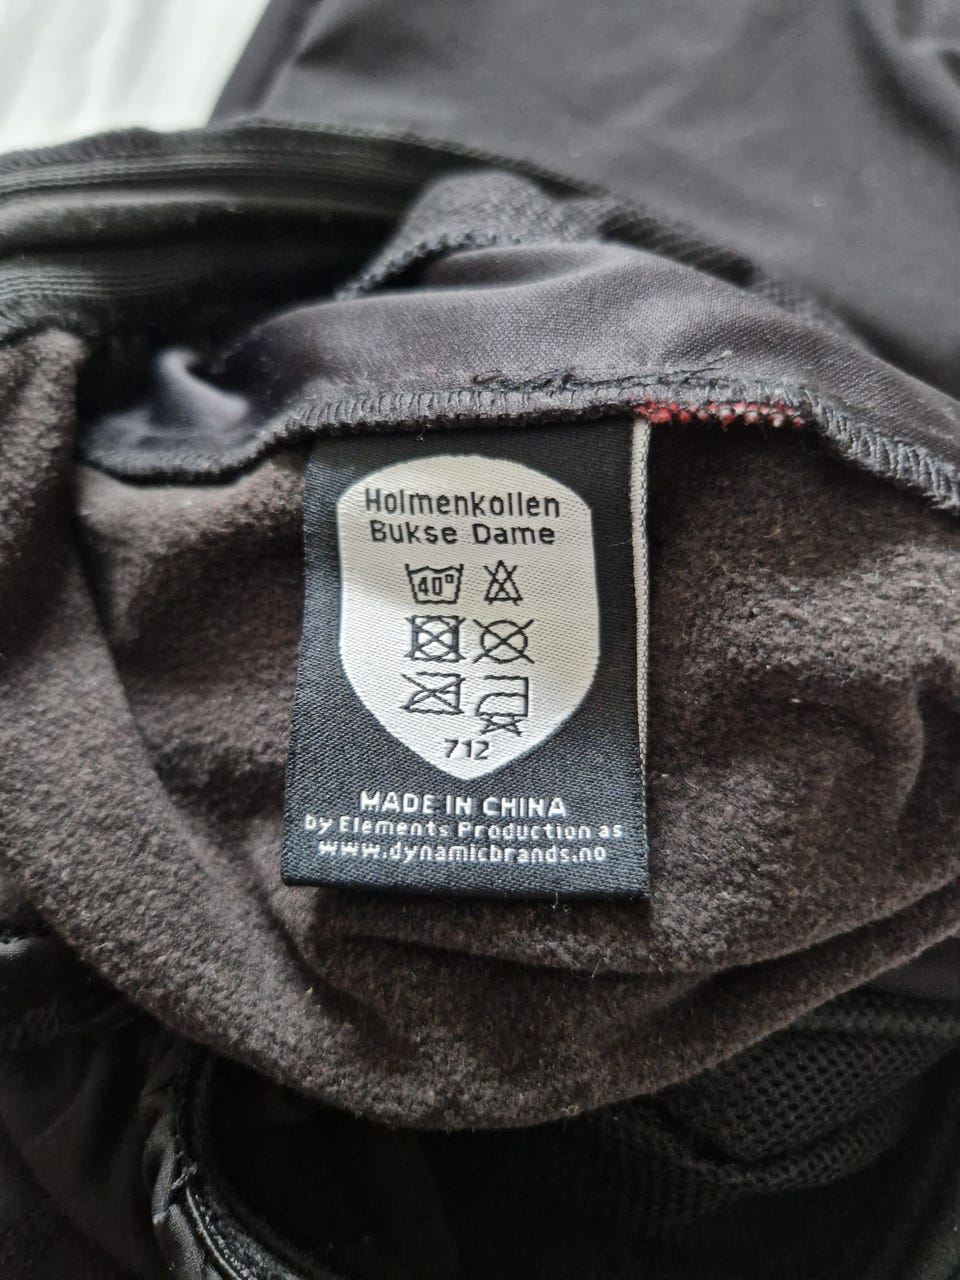 Holmenkollen
Bukse Dame
40°
712
MADE IN CHINA
by Elements Production as
www.dynamicbrands.no